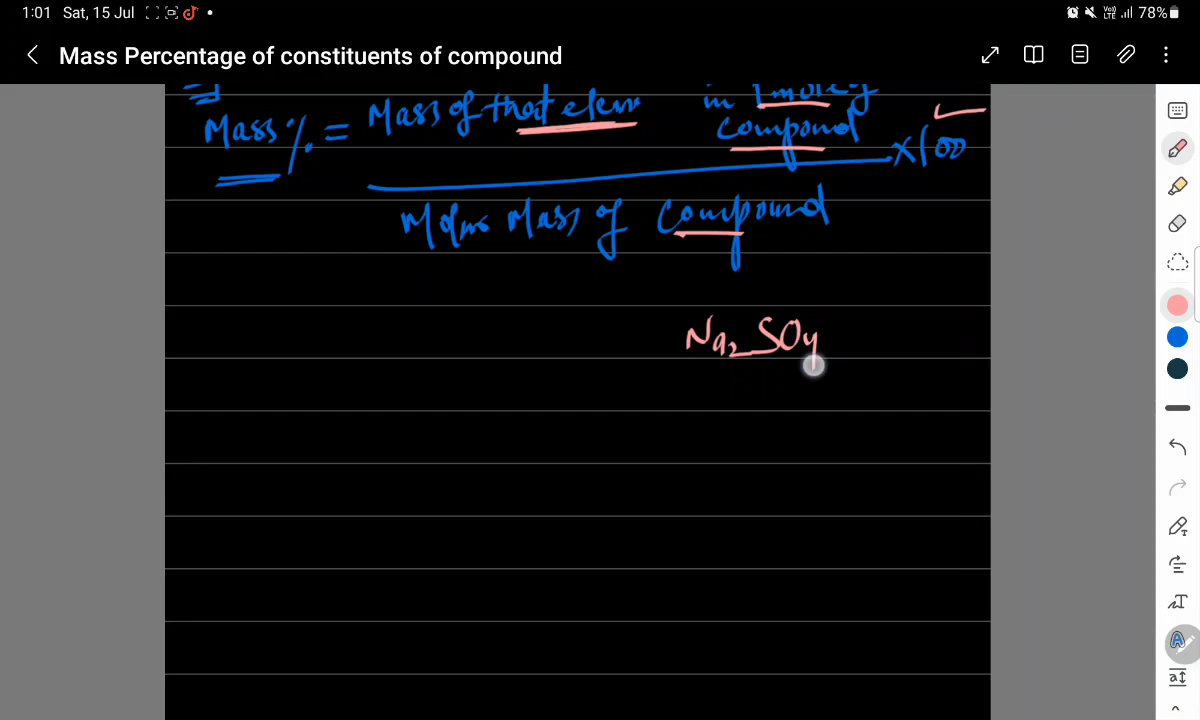 1:01 Sat, 15 Jul 78%
Mass Percentage of constituents of compound
in 1 mole of
Mass % = Mass of that elem compound ×100
Molar Mass of Compound
Na2SO4